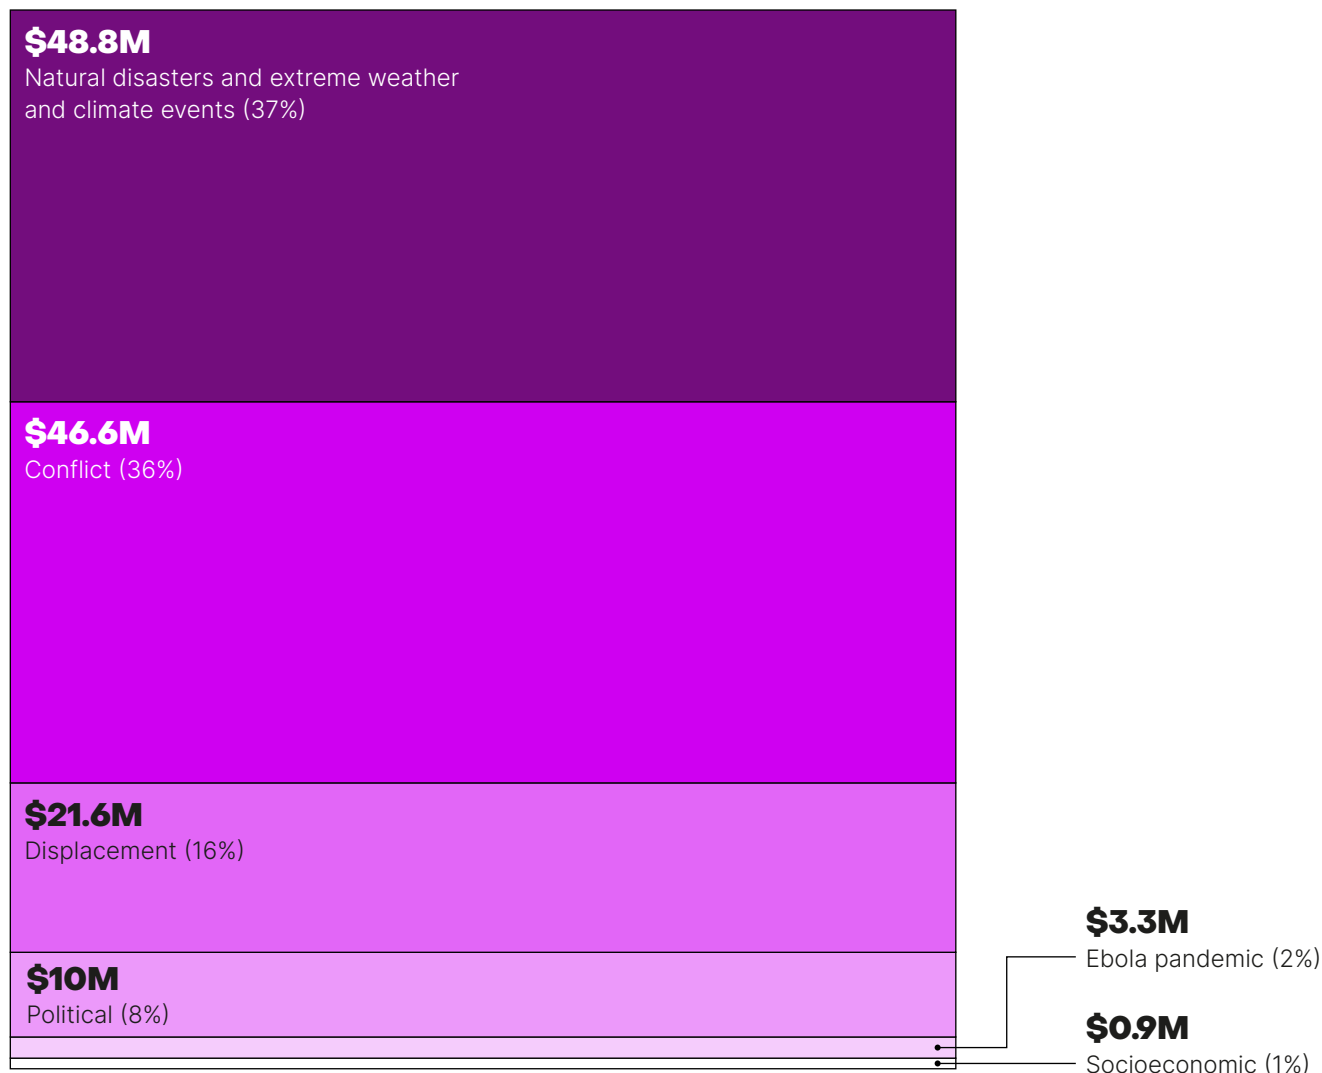 $48.8M
Natural disasters and extreme weather
and climate events (37%)
$46.6M
Conflict (36%)
$21.6M
Displacement (16%)
$10M
Political (8%)
$3.3M
Ebola pandemic (2%)
$0.9M
Socioeconomic (1%)